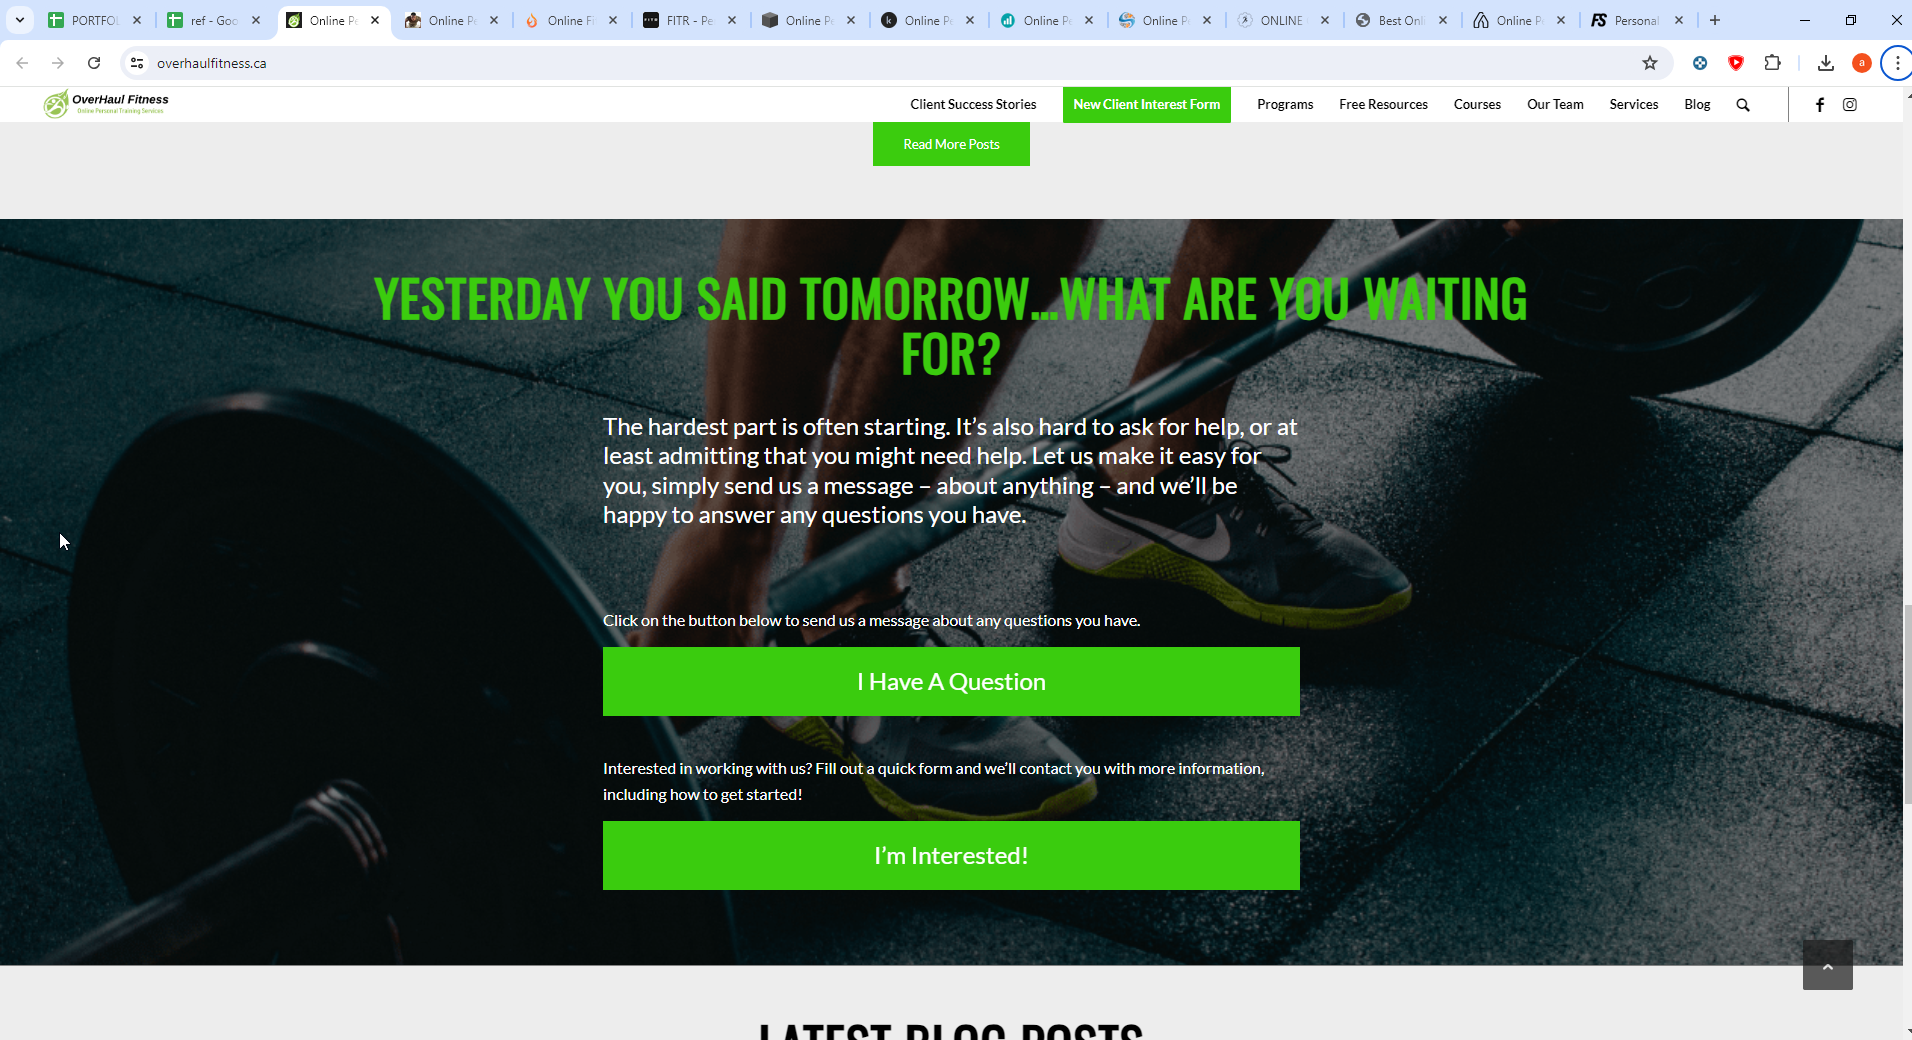 PORTFOL
ref - Goo
Online Pe
Online Pe
Online Fi
FITR - Pe
Online Pe
Online Pe
Online Pe
Online P
ONLINE
Best Onl
Online P
Personal
overhaulfitness.ca
a
OverHaul Fitness
Online Personal Training Services
Client Success Stories
New Client Interest Form
Programs
Free Resources
Courses
Our Team
Services
Blog
Read More Posts
YESTERDAY YOU SAID TOMORROW…WHAT ARE YOU WAITING
FOR?
The hardest part is often starting. It’s also hard to ask for help, or at
least admitting that you might need help. Let us make it easy for
you, simply send us a message – about anything – and we’ll be
happy to answer any questions you have.
Click on the button below to send us a message about any questions you have.
I Have A Question
Interested in working with us? Fill out a quick form and we’ll contact you with more information,
including how to get started!
I’m Interested!
LATEST BLOG POSTS